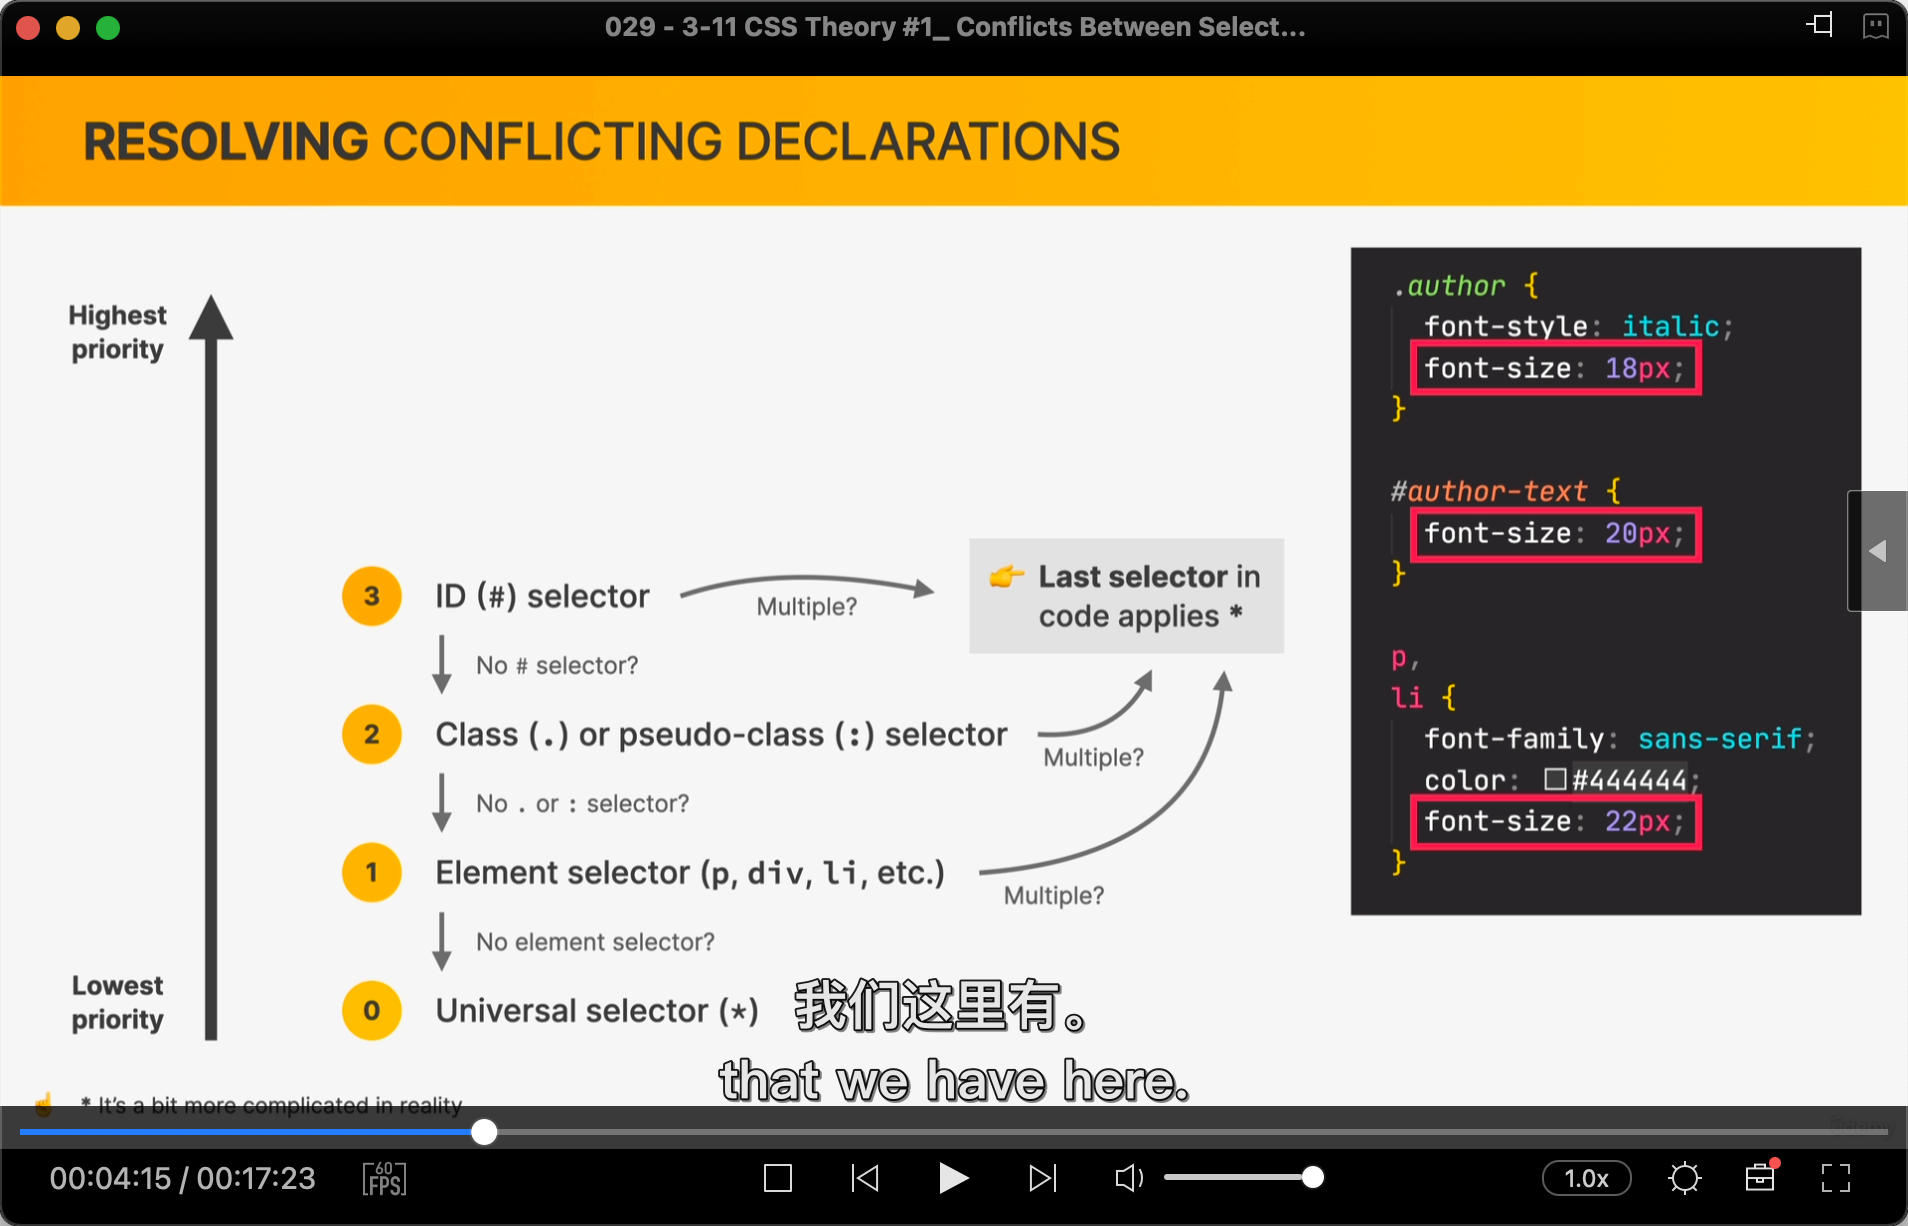 029 - 3-11 CSS Theory #1_ Conflicts Between Select...
RESOLVING CONFLICTING DECLARATIONS
Highest
priority
3 ID (#) selector
Multiple?
👉 Last selector in
code applies *
No # selector?
2 Class (.) or pseudo-class (:) selector
Multiple?
No . or : selector?
1 Element selector (p, div, li, etc.)
Multiple?
No element selector?
0 Universal selector (*)
Lowest
priority
.author {
font-style: italic;
font-size: 18px;
}
#author-text {
font-size: 20px;
}
p,
li {
font-family: sans-serif;
color: #444444;
font-size: 22px;
}
我们这里有。
that we have here.
☝️ * It's a bit more complicated in reality
00:04:15 / 00:17:23
60
FPS
1.0x